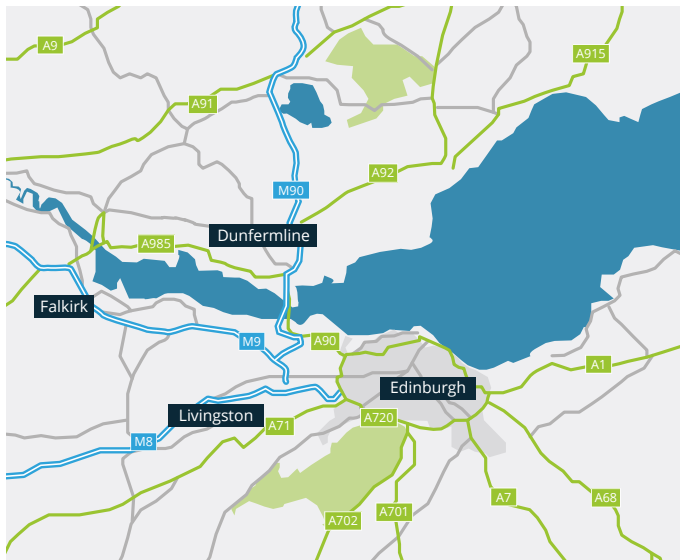 A9
A915
A91
A92
M90
Dunfermline
A985
Falkirk
M9
A90
A1
Edinburgh
Livingston
A720
A71
M8
A7
A68
A701
A702